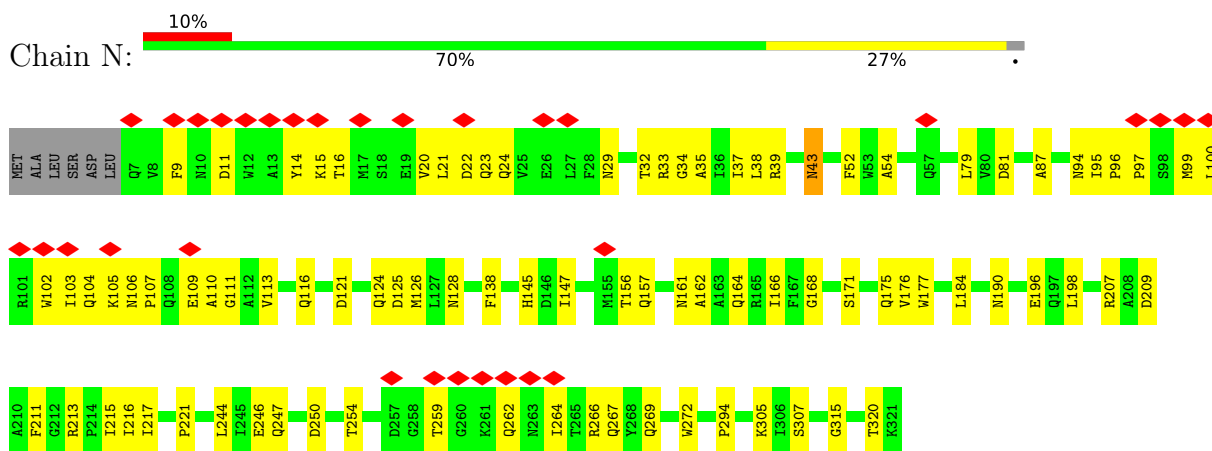 10%
Chain N:
70% 27% •
MET ALA LEU SER ASP LEU Q7 V8 F9 N10 D11 W12 A13 Y14 K15 T16 M17 S18 E19 V20 L21 D22 Q23 Q24 V25 E26 L27 F28 N29 T32 R33 G34 A35 I36 I37 L38 R39 N43 F52 W53 A54 Q57 L79 V80 D81 A87 N94 I95 P96 P97 S98 M99 L100
R101 W102 I103 Q104 K105 N106 P107 Q108 E109 A110 G111 A112 V113 Q116 D121 Q124 D125 M126 L127 N128 F138 H145 D146 I147 M155 T156 Q157 N161 A162 A163 Q164 R165 I166 F167 G168 S171 Q175 V176 W177 L184 N190 E196 Q197 L198 R207 A208 D209
A210 F211 G212 R213 P214 I215 I216 I217 P221 L244 I245 E246 Q247 D250 T254 D257 G258 T259 G260 K261 Q262 N263 I264 T265 R266 Q267 Y268 Q269 W272 P294 K305 I306 S307 G315 T320 K321